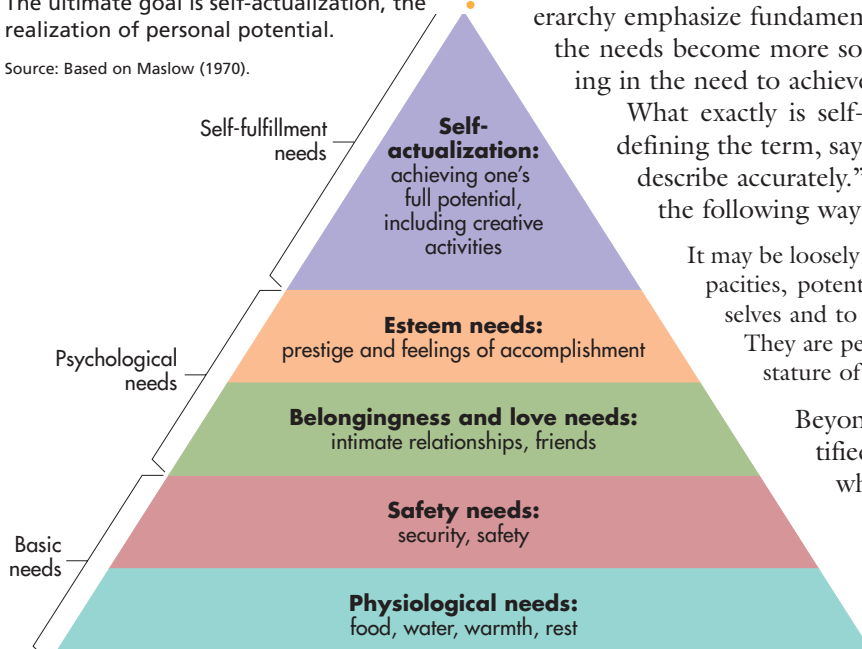 The ultimate goal is self-actualization, the
realization of personal potential.
Source: Based on Maslow (1970).
Self-fulfillment
needs
Self-
actualization:
achieving one's
full potential,
including creative
activities
Psychological
needs
Esteem needs:
prestige and feelings of accomplishment
Belongingness and love needs:
intimate relationships, friends
Basic
needs
Safety needs:
security, safety
Physiological needs:
food, water, warmth, rest
erarchy emphasize
the needs become more so
ing in the need to achieve
What exactly is self-
defining the term, say
describe accurately.”
the following way
It may be loosely
pacities, potent
selves and to
They are pe
stature of
Beyon
tified
wh